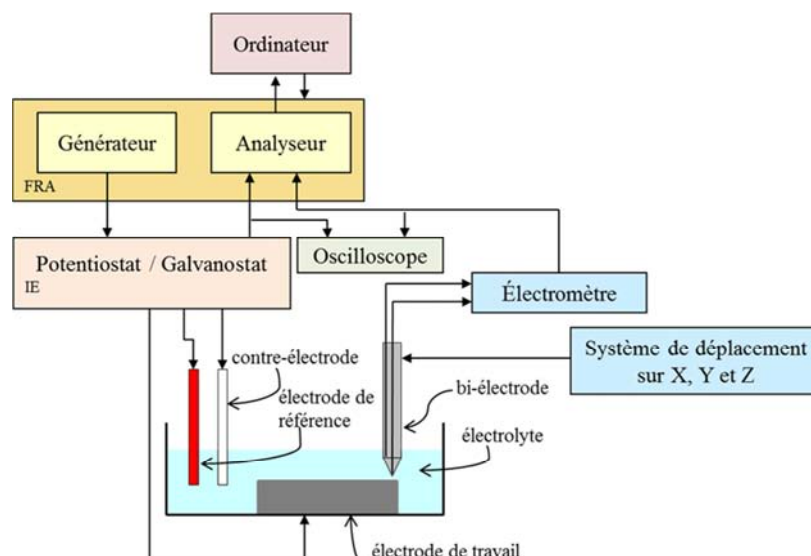 Ordinateur
Générateur
Analyseur
FRA
Potentiostat / Galvanostat
IE
Oscilloscope
Électromètre
Système de déplacement
sur X, Y et Z
contre-électrode
électrode de
référence
bi-électrode
électrolyte
électrode de travail